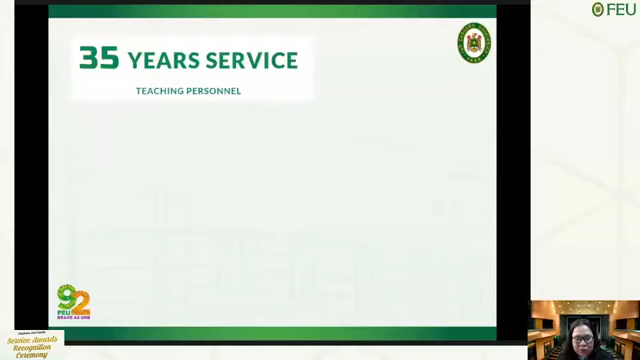 FEU
35 YEARS SERVICE
TEACHING PERSONNEL
92
FEU
BRAVE AS ONE
Service Awards
Recognition
Ceremony